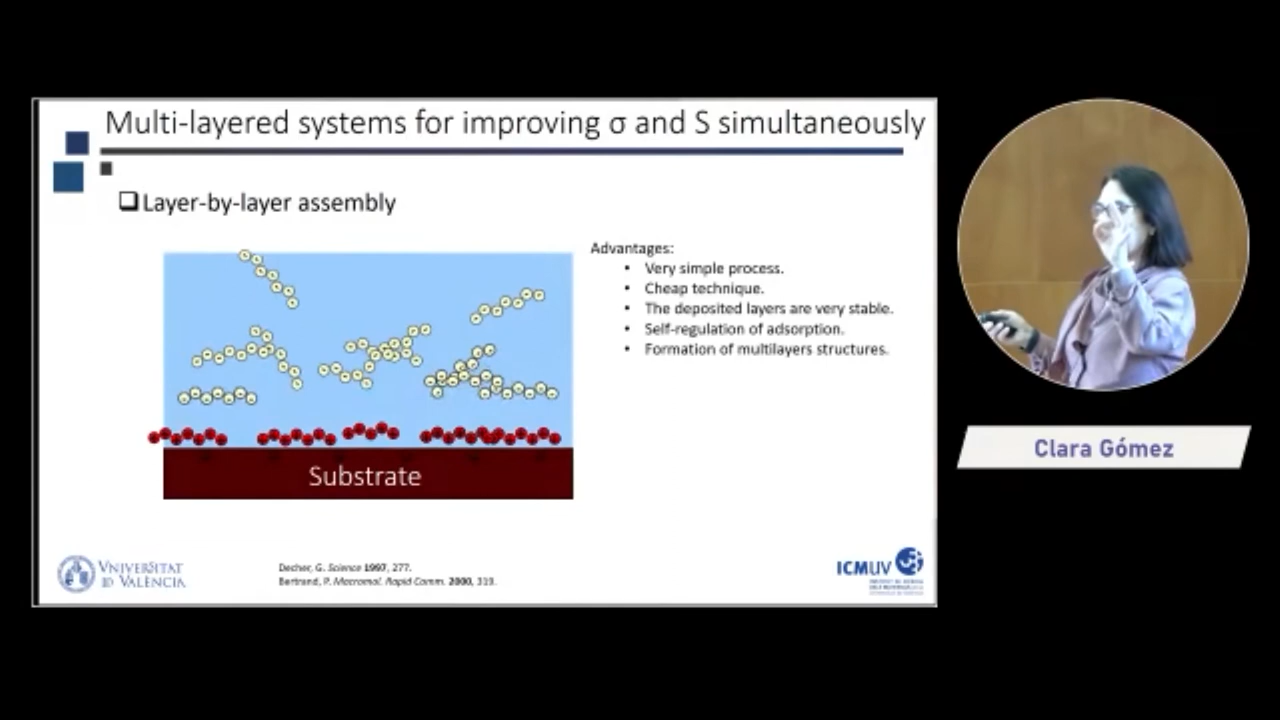 Multi-layered systems for improving σ and S simultaneously
Layer-by-layer assembly
Advantages:
• Very simple process.
• Cheap technique.
• The deposited layers are very stable.
• Self-regulation of adsorption.
• Formation of multilayers structures.
Substrate
VNIVERSITAT
ID VALÈNCIA
Decher, G. Science 1997, 277.
Bertrand, P. Macromol. Rapid Comm. 2000, 319.
ICMUV
Clara Gómez